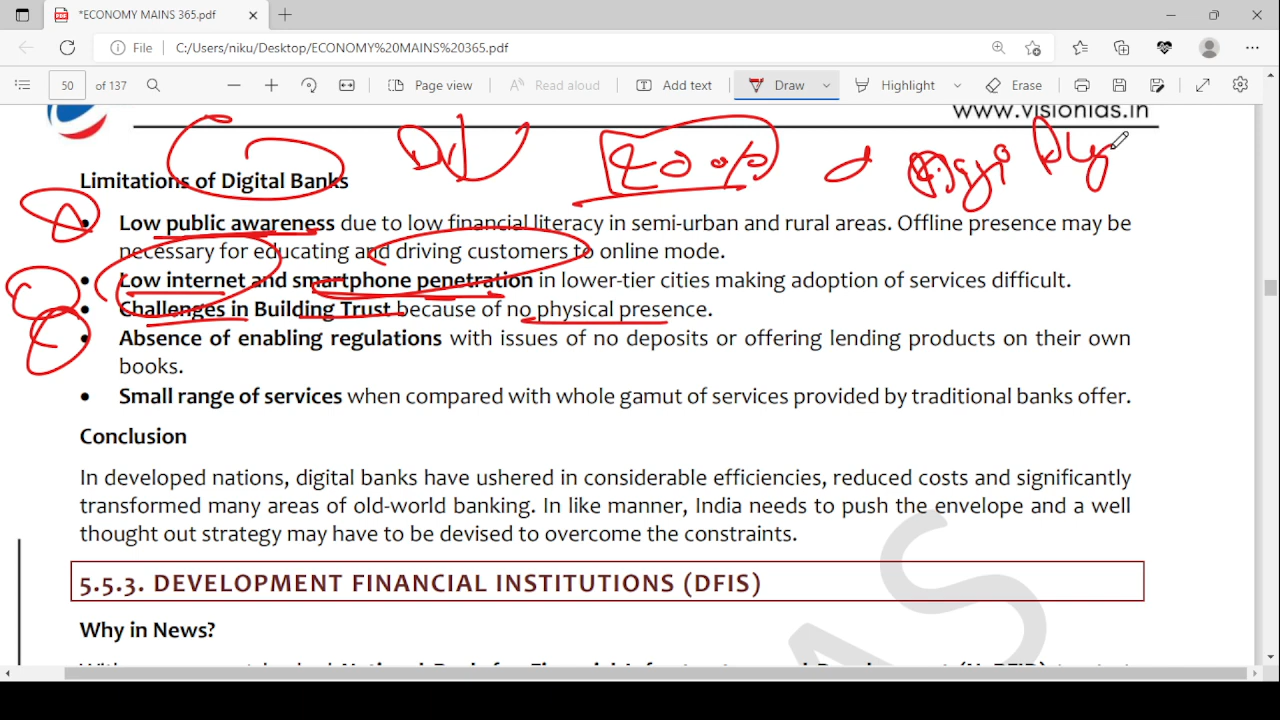 *ECONOMY MAINS 365.pdf
File C:/Users/niku/Desktop/ECONOMY%20MAINS%20365.pdf
50 of 137 Page view Read aloud Add text Draw Highlight Erase
www.visionias.in
Limitations of Digital Banks
• Low public awareness due to low financial literacy in semi-urban and rural areas. Offline presence may be
necessary for educating and driving customers to online mode.
• Low internet and smartphone penetration in lower-tier cities making adoption of services difficult.
• Challenges in Building Trust because of no physical presence.
• Absence of enabling regulations with issues of no deposits or offering lending products on their own
books.
• Small range of services when compared with whole gamut of services provided by traditional banks offer.
Conclusion
In developed nations, digital banks have ushered in considerable efficiencies, reduced costs and significantly
transformed many areas of old-world banking. In like manner, India needs to push the envelope and a well
thought out strategy may have to be devised to overcome the constraints.
5.5.3. DEVELOPMENT FINANCIAL INSTITUTIONS (DFIS)
Why in News?